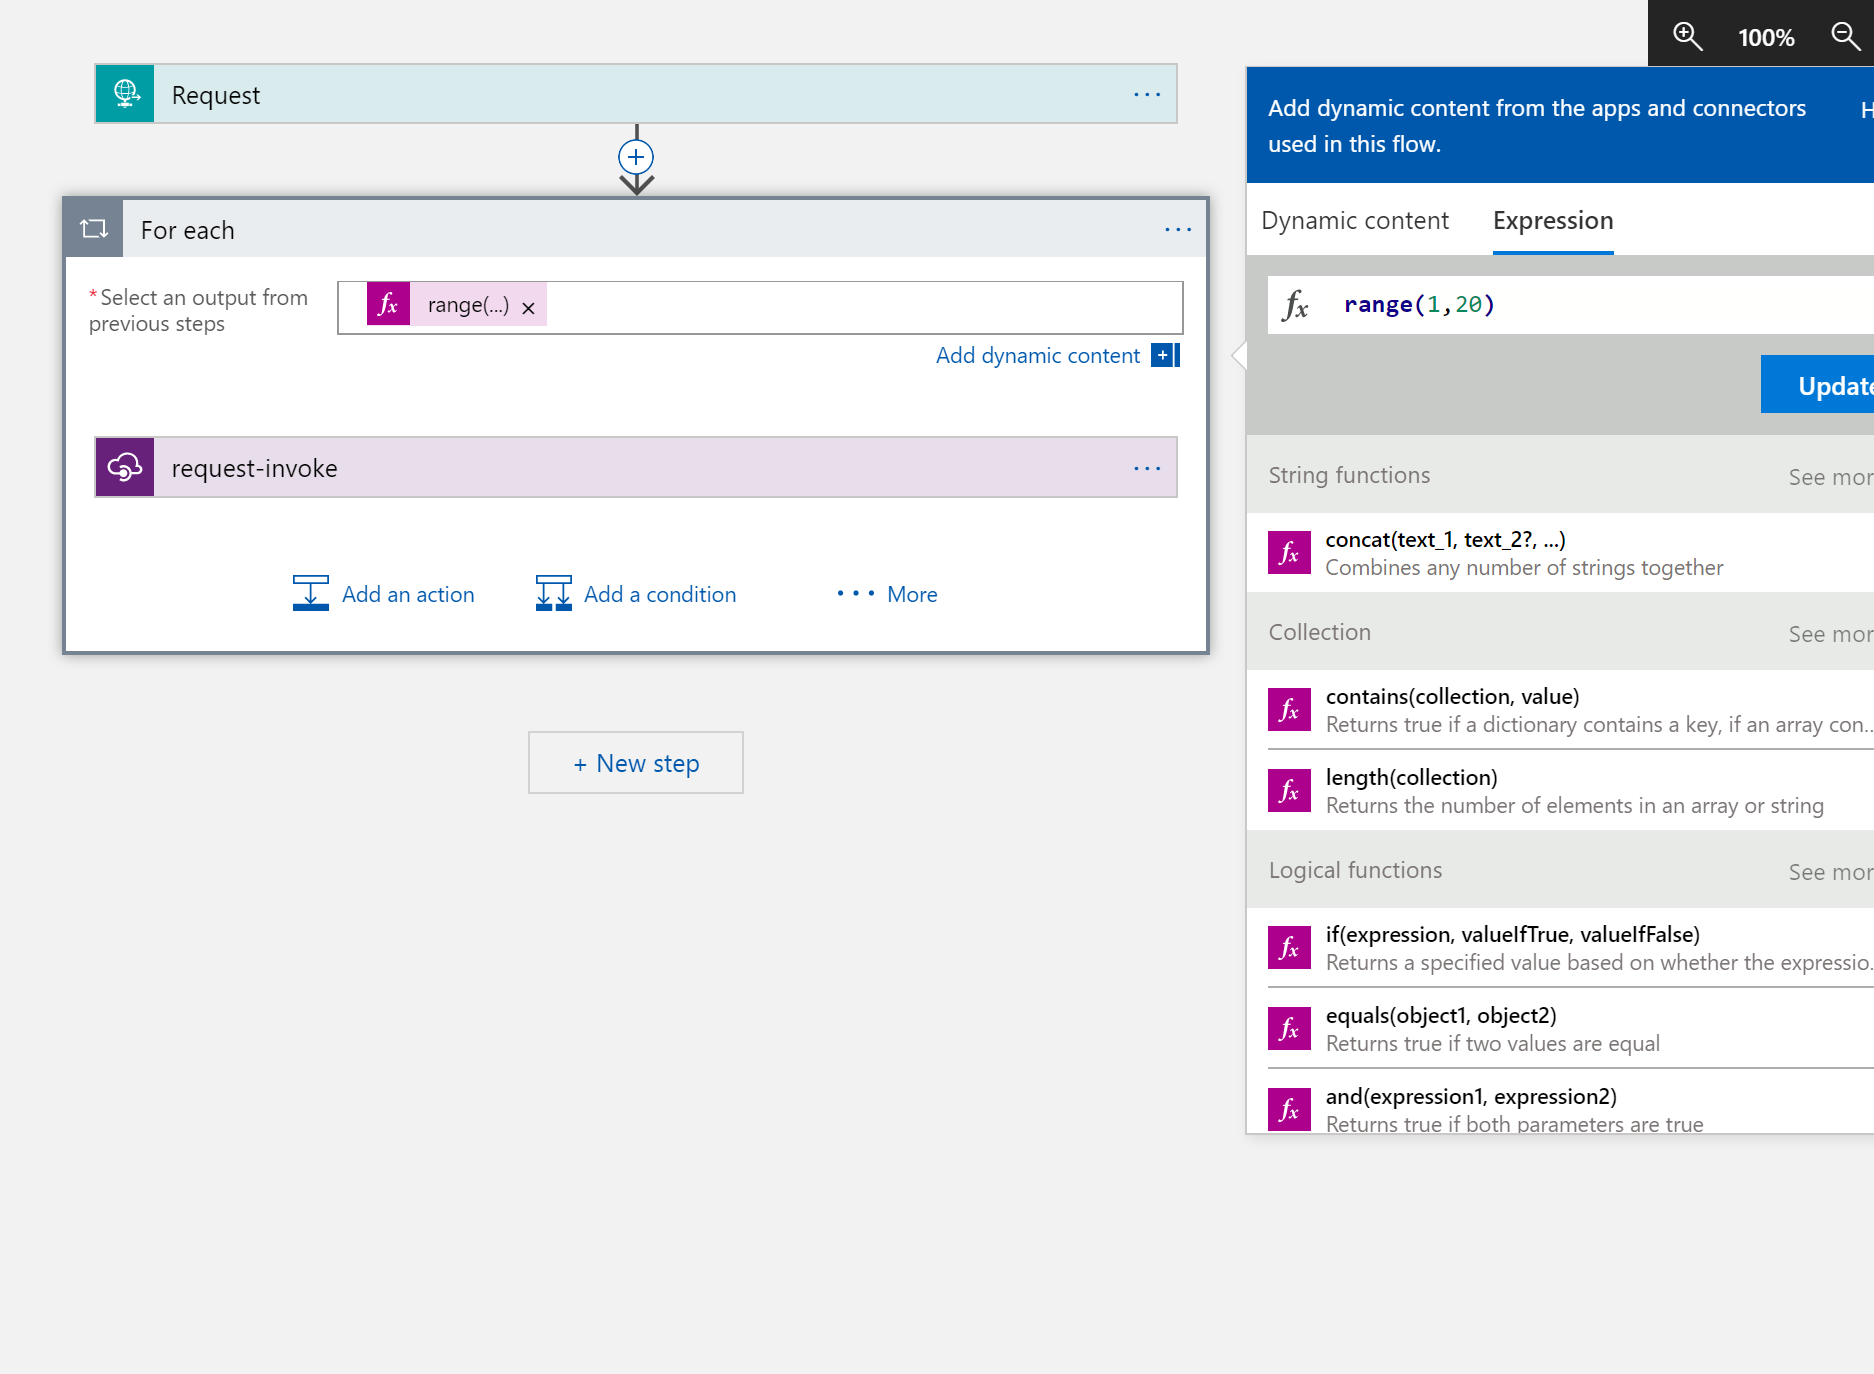 100%
Request
Add dynamic content from the apps and connectors
used in this flow.
H
For each
Dynamic content Expression
*Select an output from
previous steps
fx range(...) ×
fx range(1,20)
Add dynamic content
Update
request-invoke
String functions See mor
fx concat(text_1, text_2?, ...)
Combines any number of strings together
Add an action Add a condition ... More
Collection See mor
fx contains(collection, value)
Returns true if a dictionary contains a key, if an array con...
+ New step
fx length(collection)
Returns the number of elements in an array or string
Logical functions See mor
fx if(expression, valueIfTrue, valueIfFalse)
Returns a specified value based on whether the expressio.
fx equals(object1, object2)
Returns true if two values are equal
fx and(expression1, expression2)
Returns true if both parameters are true